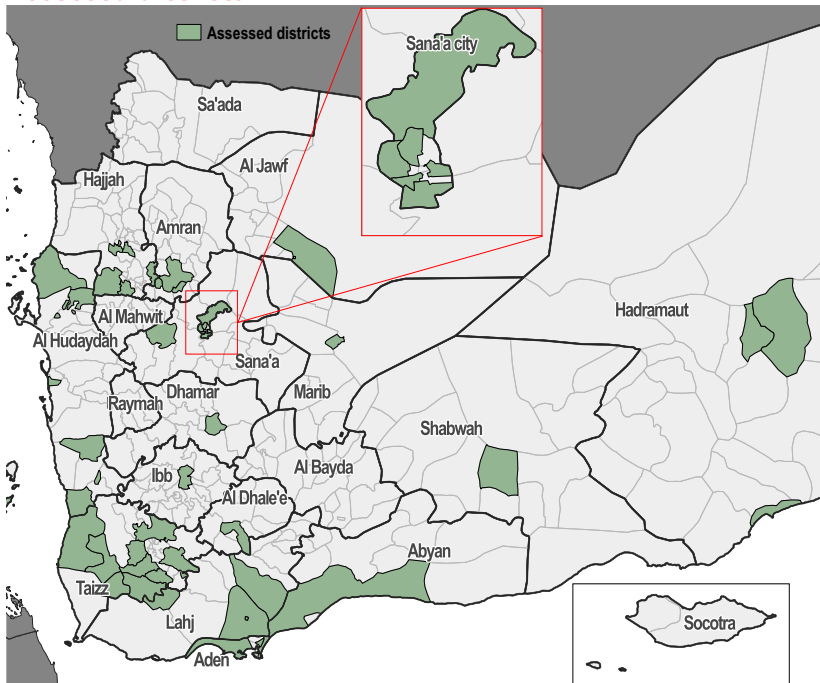 Assessed districts
Sana'a city
Sa'ada
Al Jawf
Hajjah
Amran
Hadramaut
Al Mahwit
Al Hudaydah
Sana'a
Dhamar
Marib
Raymah
Shabwah
Al Bayda
Ibb
Al Dhale'e
Abyan
Taizz
Lahj
Socotra
Aden